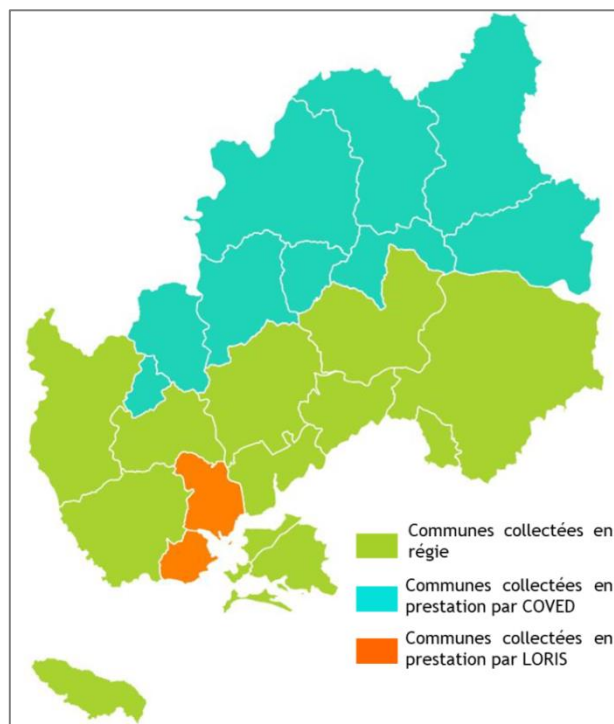 Communes collectées en
régie
Communes collectées en
prestation par COVED
Communes collectées en
prestation par LORIS